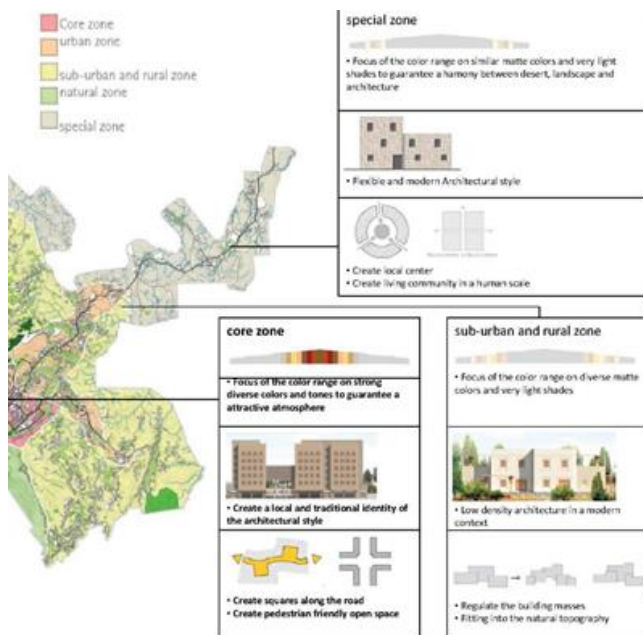 Core zone
urban zone
sub-urban and rural zone
natural zone
special zone
special zone
• Focus of the color range on similar matte colors and very light
shades to guarantee a hamony between desert, landscape and
architecture
• Flexible and modern Architectural style
• Create local center
• Create living community in a human scale
core zone
• Focus of the color range on strong
diverse colors and tones to guarantee a
attractive atmosphere
• Create a local and traditional identity of
the architectural style
• Create squares along the road
• Create pedestrian friendly open space
sub-urban and rural zone
• Focus of the color range on diverse matte
colors and very light shades
• Low density architecture in a modern
context
• Regulate the building masses
• Fitting into the natural topography